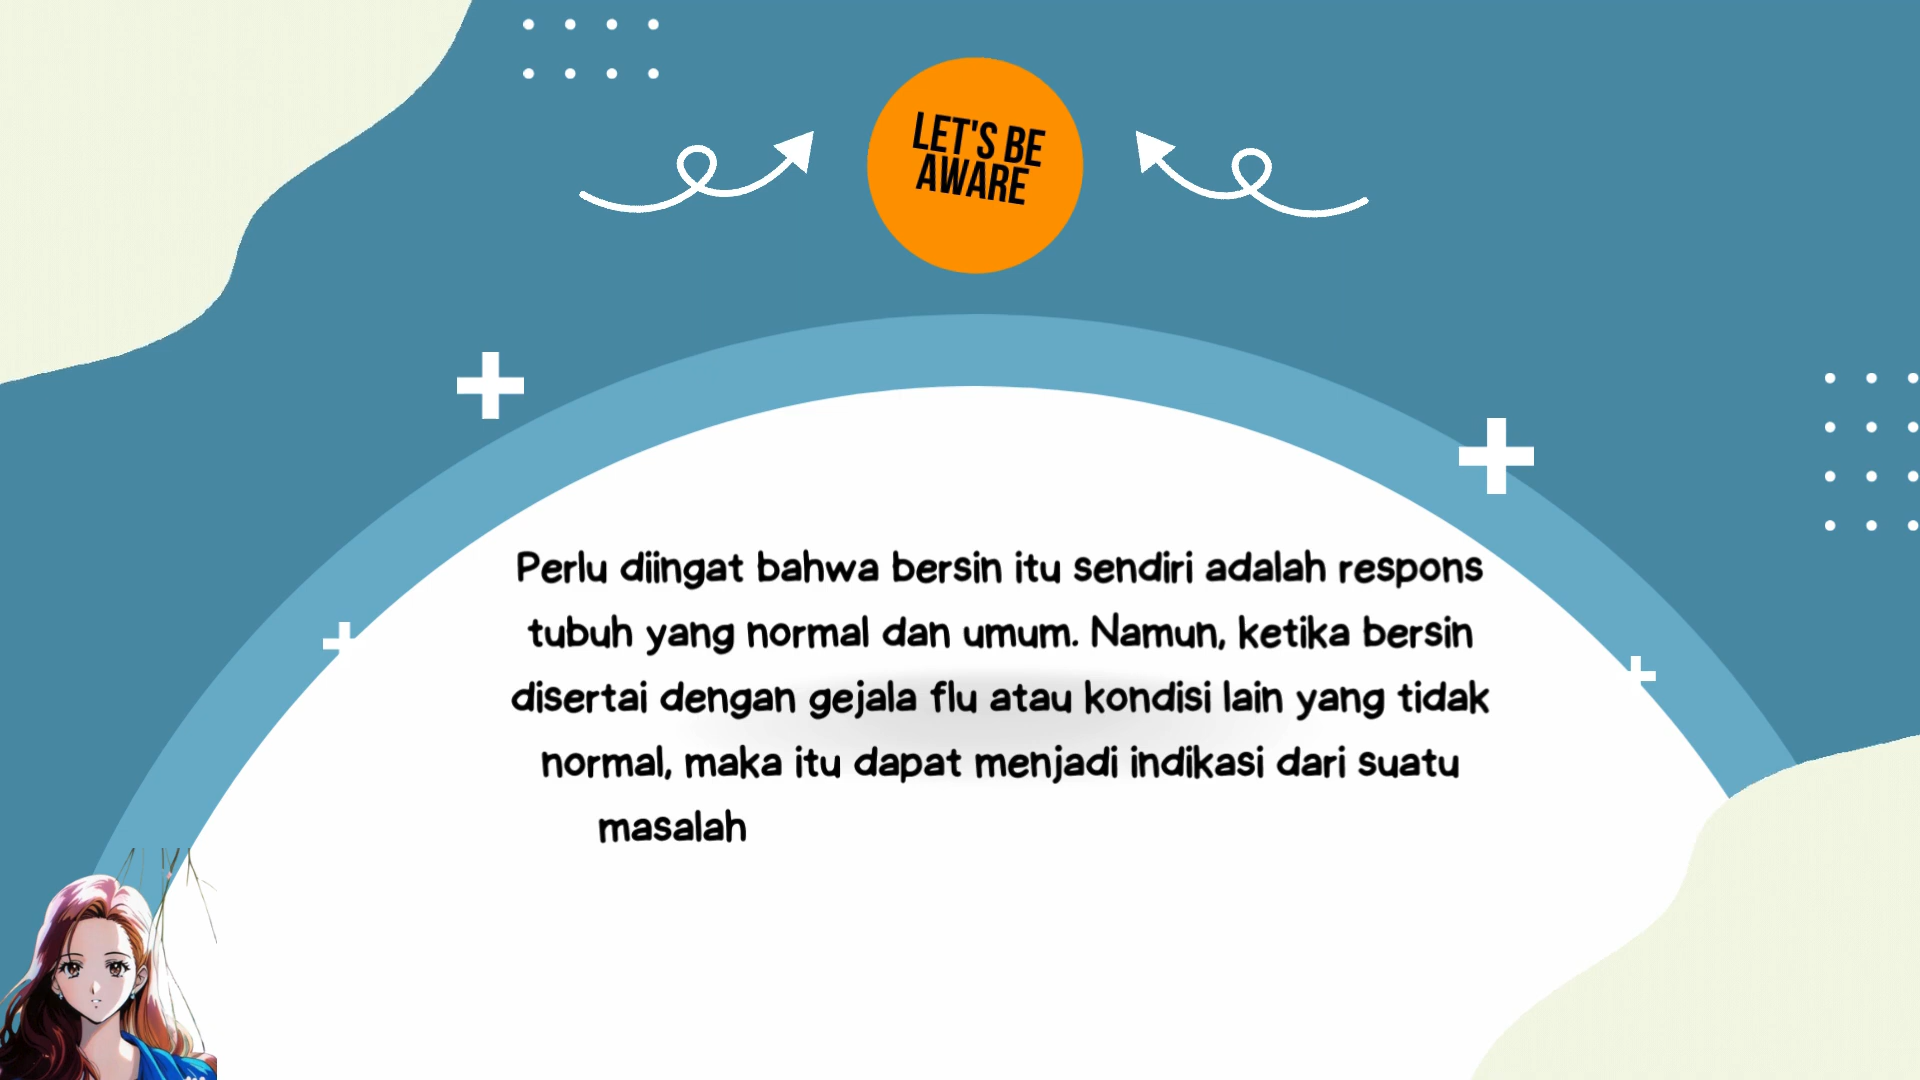 LET'S BE
AWARE
Perlu diingat bahwa bersin itu sendiri adalah respons
tubuh yang normal dan umum. Namun, ketika bersin
disertai dengan gejala flu atau kondisi lain yang tidak
normal, maka itu dapat menjadi indikasi dari suatu
masalah